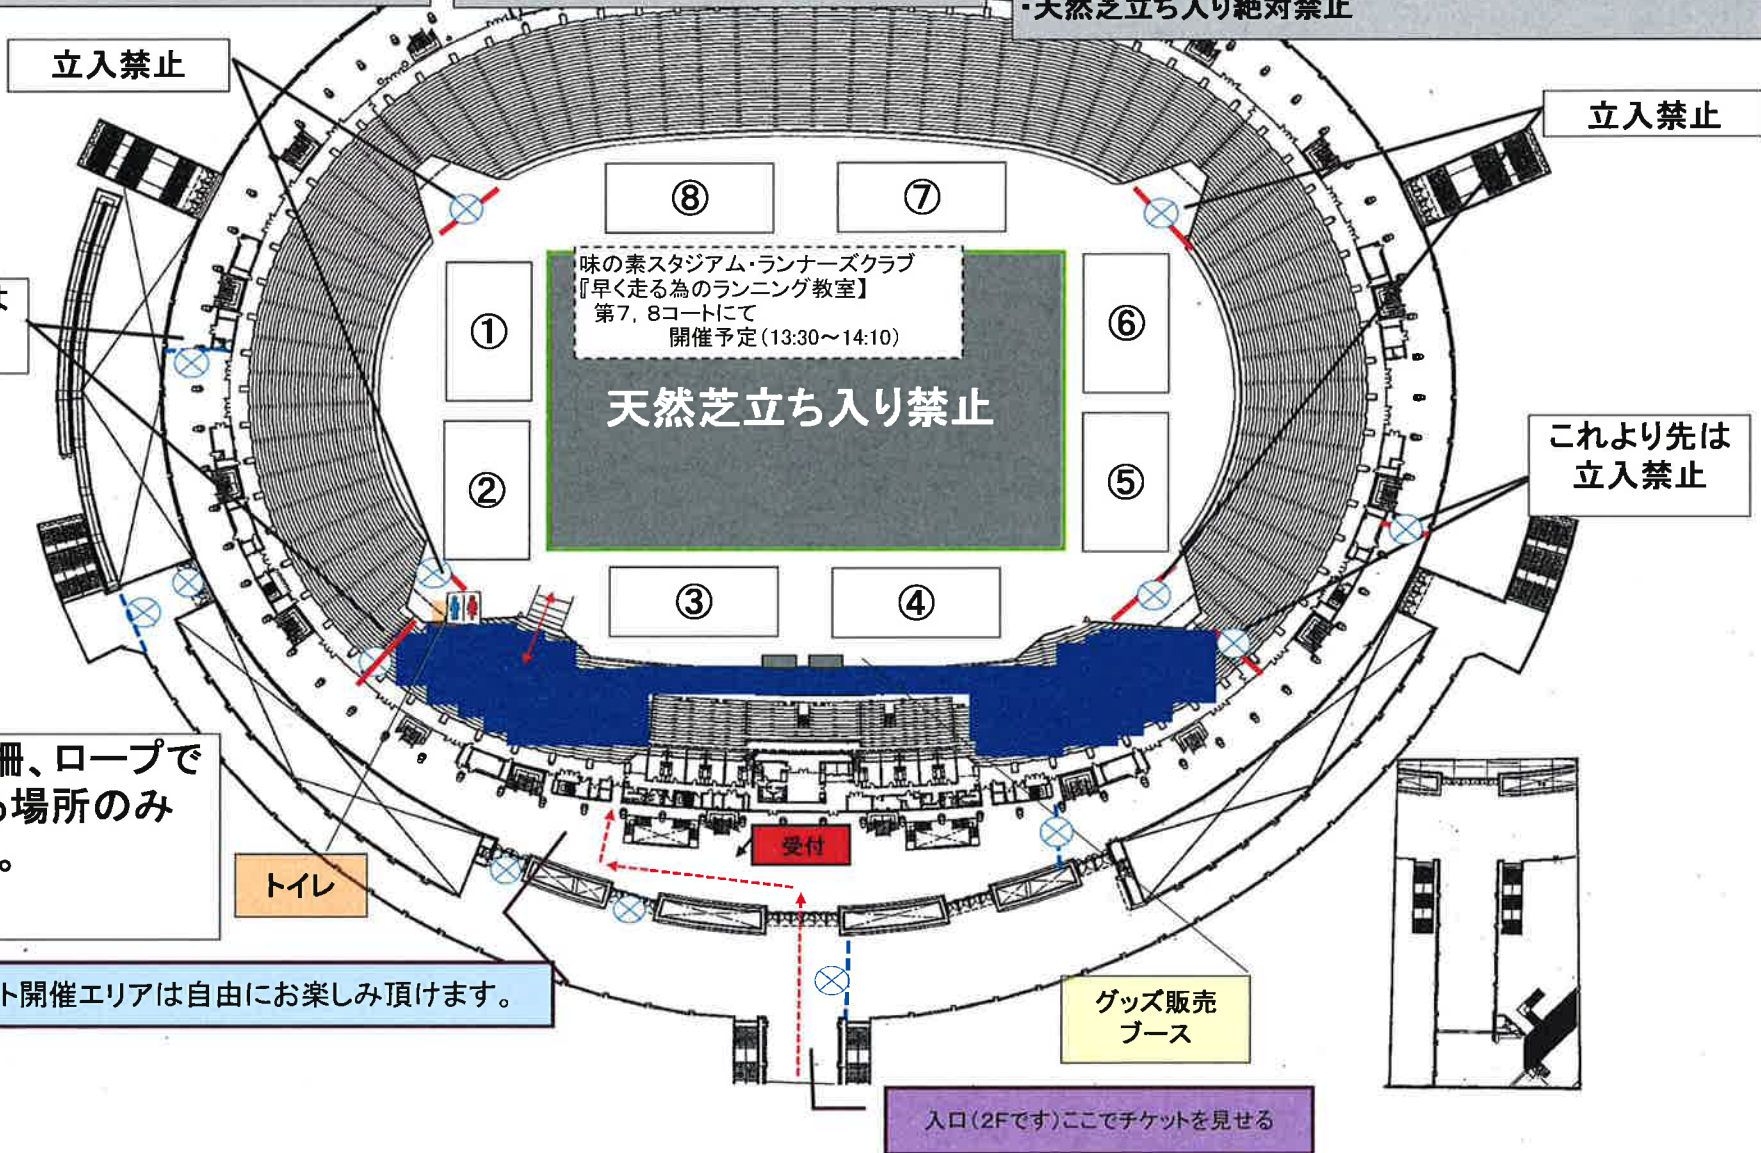 ・天然芝立ち入り絶対禁止
立入禁止
立入禁止
⑧
⑦
味の素スタジアム・ランナーズクラブ
『早く走る為のランニング教室】
第7, 8コートにて
開催予定(13:30～14:10)
①
⑥
天然芝立ち入り禁止
これより先は
立入禁止
②
⑤
③
④
柵、ロープで
場所のみ
。
受付
トイレ
ト開催エリアは自由にお楽しみ頂けます。
グッズ販売
ブース
入口(2Fです)ここでチケットを見せる